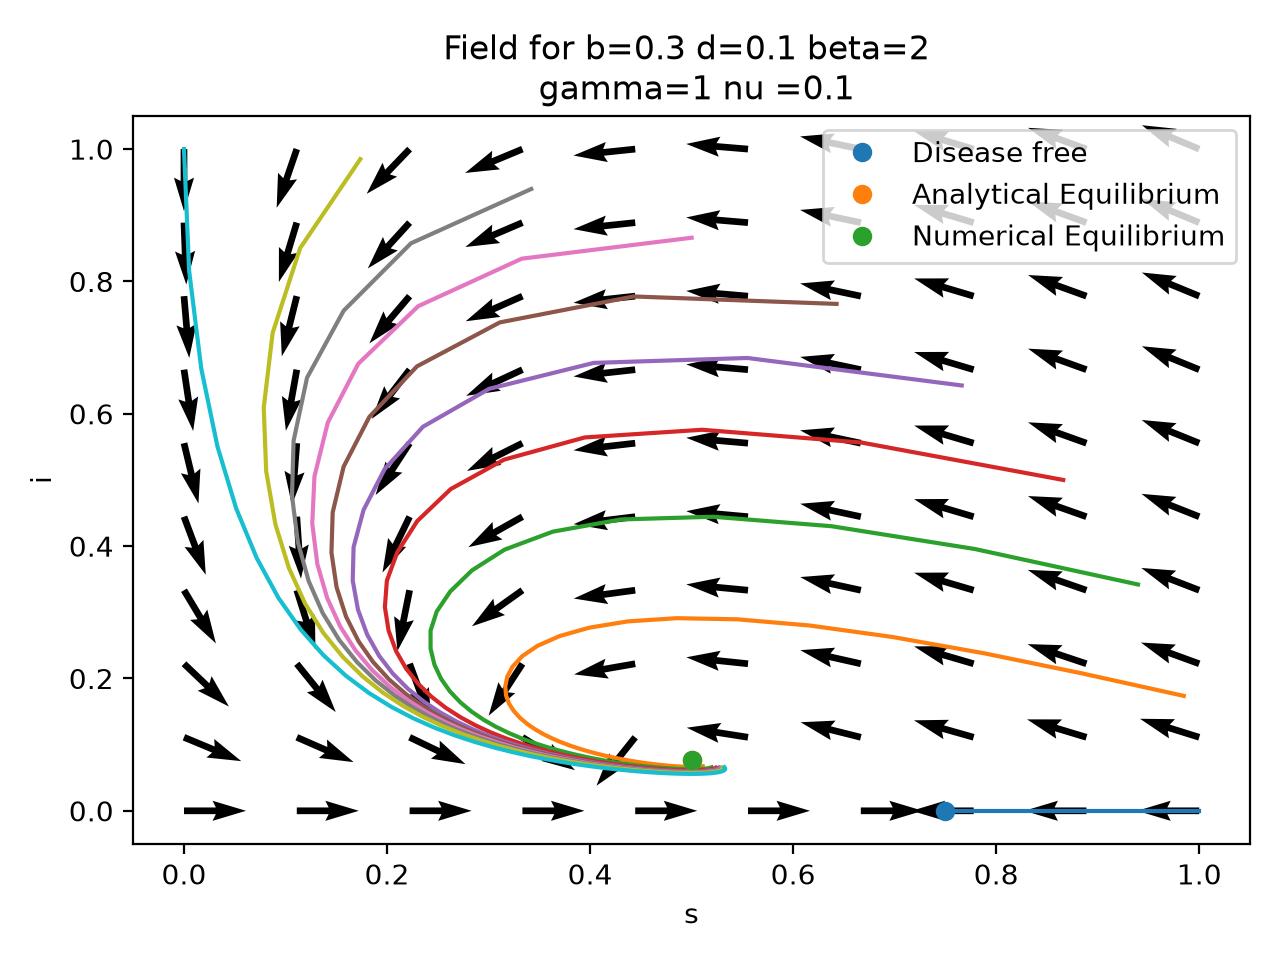 Field for b=0.3 d=0.1 beta=2
gamma=1 nu =0.1
Disease free
Analytical Equilibrium
Numerical Equilibrium
1.0
0.8
0.6
0.4
0.2
0.0
i
0.0 0.2 0.4 0.6 0.8 1.0
s